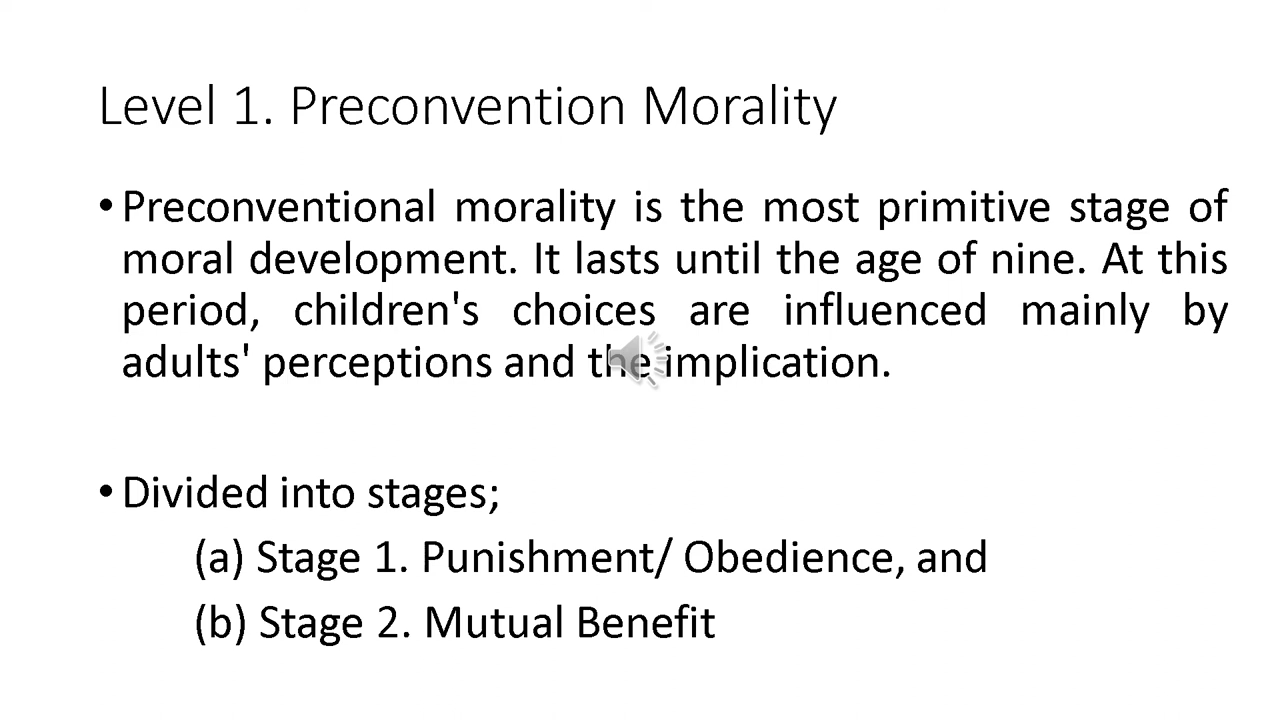 Level 1. Preconvention Morality
• Preconventional morality is the most primitive stage of
moral development. It lasts until the age of nine. At this
period, children's choices are influenced mainly by
adults' perceptions and the implication.
• Divided into stages;
(a) Stage 1. Punishment/ Obedience, and
(b) Stage 2. Mutual Benefit